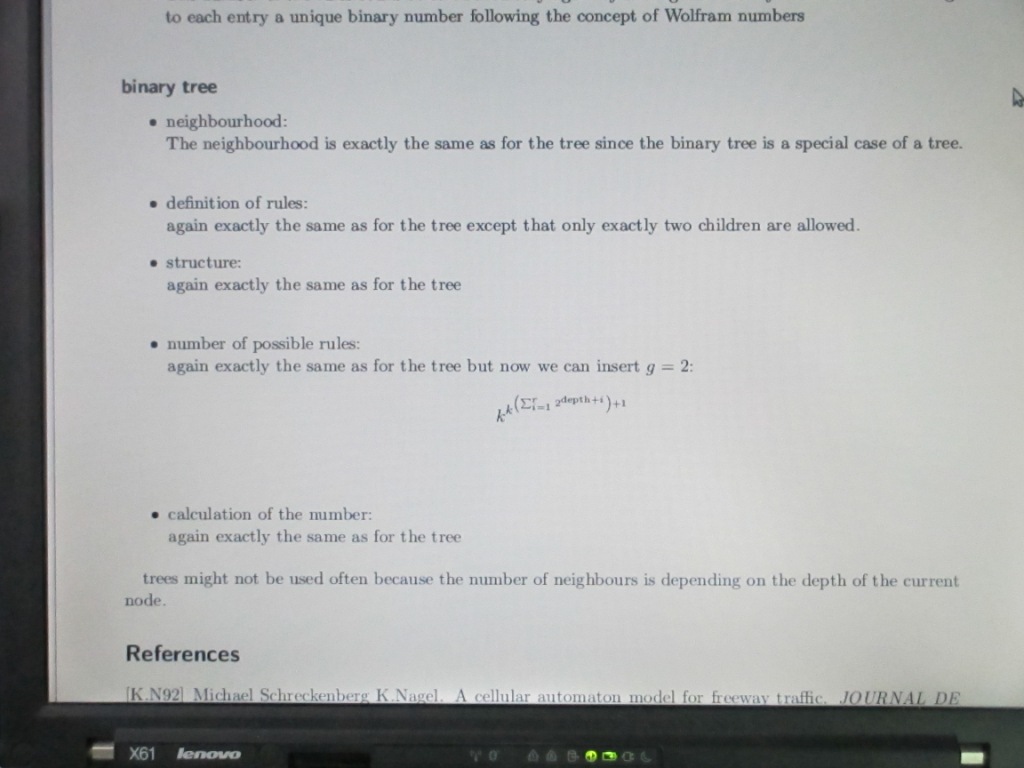 to each entry a unique binary number following the concept of Wolfram numbers
binary tree
• neighbourhood:
The neighbourhood is exactly the same as for the tree since the binary tree is a special case of a tree.
• definition of rules:
again exactly the same as for the tree except that only exactly two children are allowed.
• structure:
again exactly the same as for the tree
• number of possible rules:
again exactly the same as for the tree but now we can insert g = 2:
k^{k^{(Σ_{i=1}^{r} 2^{depth+i})+1}}
• calculation of the number:
again exactly the same as for the tree
trees might not be used often because the number of neighbours is depending on the depth of the current
node.
References
[K.N92] Michael Schreckenberg K.Nagel. A cellular automaton model for freeway traffic. JOURNAL DE
X61 lenovo